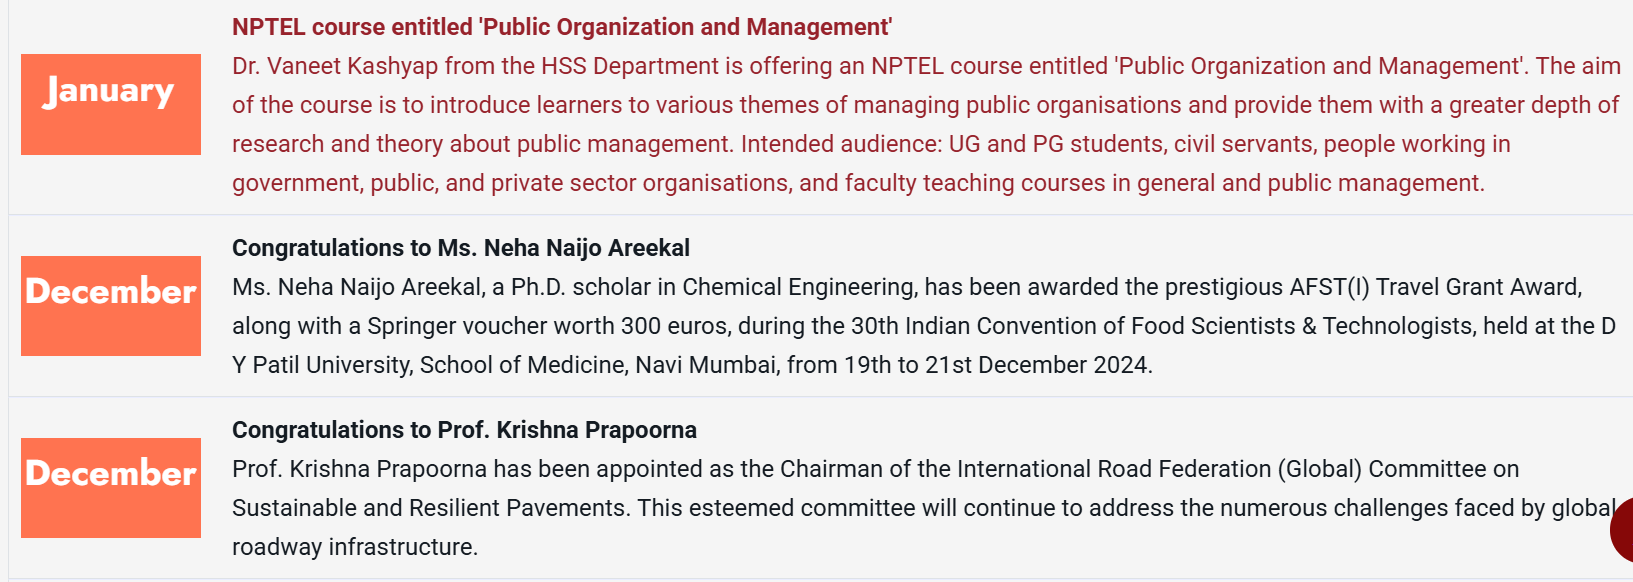 NPTEL course entitled 'Public Organization and Management'
January
Dr. Vaneet Kashyap from the HSS Department is offering an NPTEL course entitled 'Public Organization and Management'. The aim
of the course is to introduce learners to various themes of managing public organisations and provide them with a greater depth of
research and theory about public management. Intended audience: UG and PG students, civil servants, people working in
government, public, and private sector organisations, and faculty teaching courses in general and public management.
Congratulations to Ms. Neha Naijo Areekal
December
Ms. Neha Naijo Areekal, a Ph.D. scholar in Chemical Engineering, has been awarded the prestigious AFST(I) Travel Grant Award,
along with a Springer voucher worth 300 euros, during the 30th Indian Convention of Food Scientists & Technologists, held at the D
Y Patil University, School of Medicine, Navi Mumbai, from 19th to 21st December 2024.
Congratulations to Prof. Krishna Prapoorna
December
Prof. Krishna Prapoorna has been appointed as the Chairman of the International Road Federation (Global) Committee on
Sustainable and Resilient Pavements. This esteemed committee will continue to address the numerous challenges faced by global
roadway infrastructure.